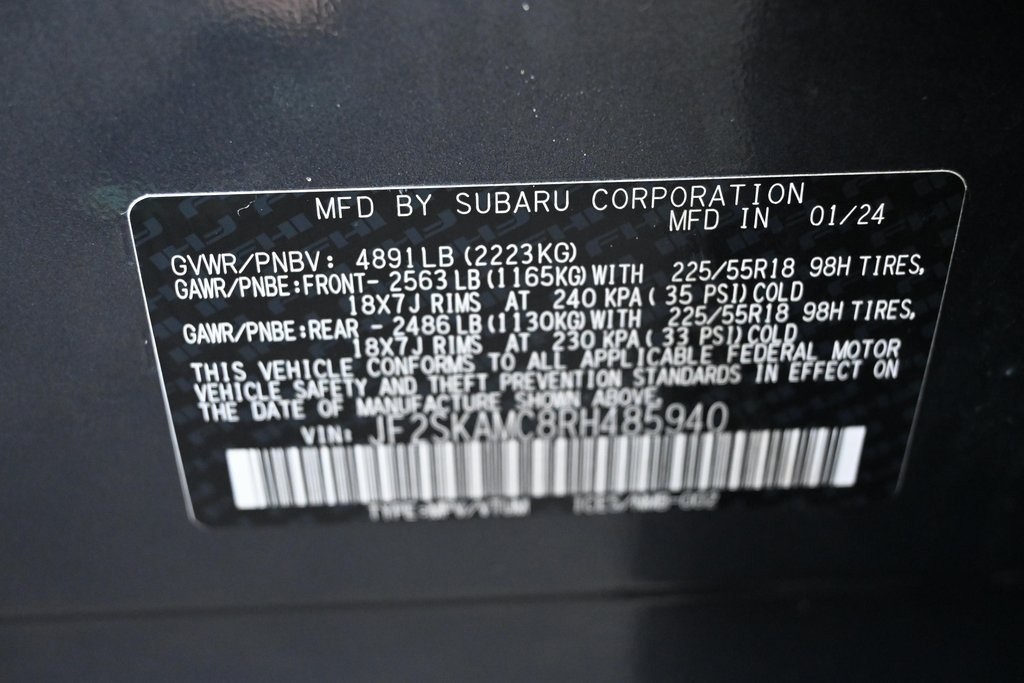 MFD BY SUBARU CORPORATION
MFD IN 01/24
GVWR/PNBV: 4891LB (2223KG)
GAWR/PNBE:FRONT- 2563LB (1165KG) WITH 225/55R18 98H TIRES,
18X7J RIMS AT 240 KPA( 35 PSI)COLD
GAWR/PNBE:REAR - 2486LB (1130KG) WITH 225/55R18 98H TIRES,
18X7J RIMS AT 230 KPA( 33 PSI)COLD
THIS VEHICLE CONFORMS TO ALL APPLICABLE FEDERAL MOTOR
VEHICLE SAFETY AND THEFT PREVENTION STANDARDS IN EFFECT ON
THE DATE OF MANUFACTURE SHOWN ABOVE.
VIN: JF2SKAMC8RH485940
TYPE:MPV/VTUM